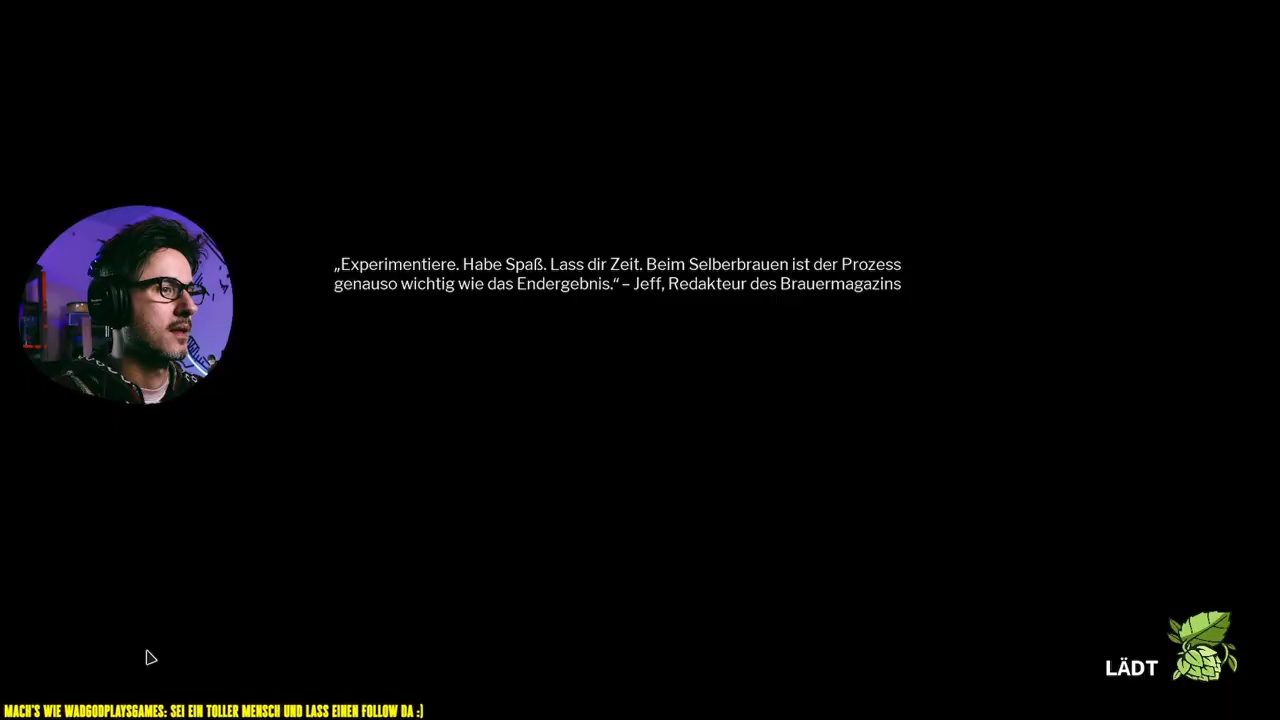 „Experimentiere. Habe Spaß. Lass dir Zeit. Beim Selberbrauen ist der Prozess
genauso wichtig wie das Endergebnis.“ – Jeff, Redakteur des Brauermagazins
LÄDT
MACH'S WIE WADGODPLAYSGAMES: SEI EIN TOLLER MENSCH UND LASS EINEN FOLLOW DA :)